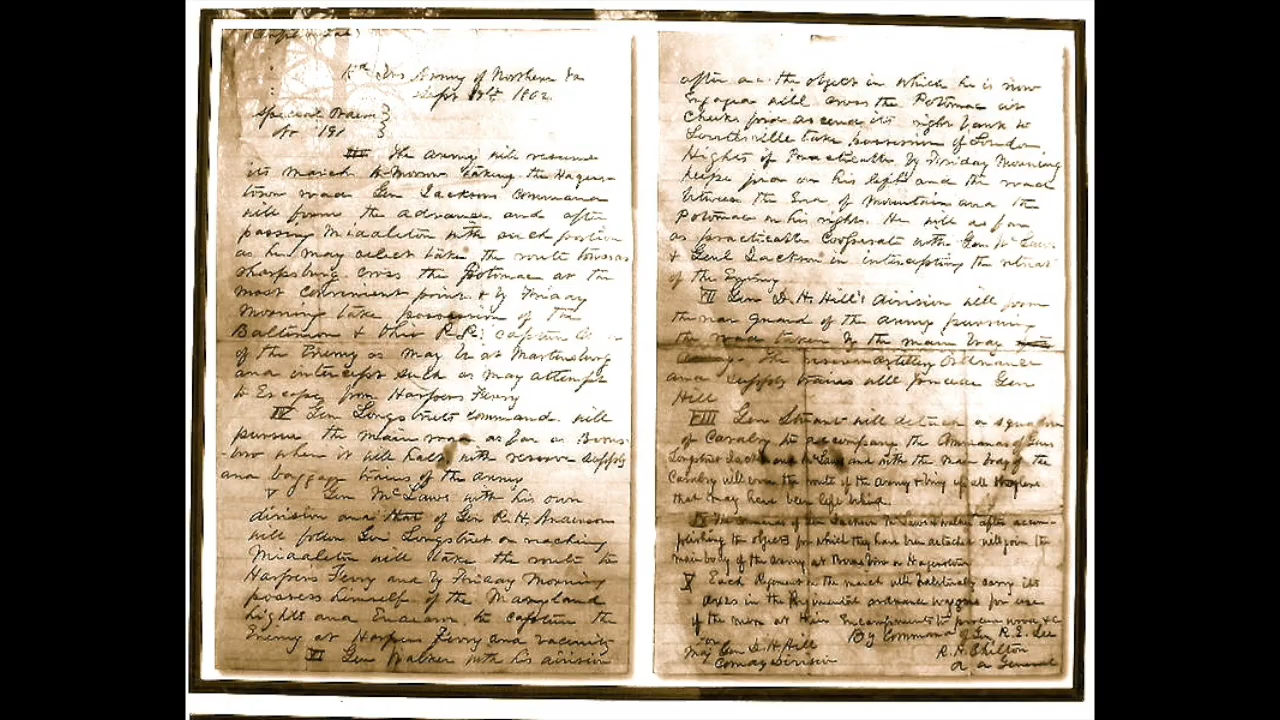 (Confidential)
Hd Qrs Army of Northern Va
Sept 9th 1862
Special Orders }
No 191 }
III The Army will resume
its march to-morrow taking the Hagers-
town road. Gen Jacksons command
will form the advance and after
passing Middleton with such portion
as he may select take the route towards
Sharpsburg cross the Potomac at the
most convenient point & by Friday
Morning take possession of the
Baltimore & Ohio R.R. capture
of the Enemy as may be at Martinsburg
and intercept such as may attempt
to Escape from Harpers Ferry
IV Gen Longstreets command will
pursue the main road as far as Boons-
-boro where it will halt with reserve supply
and baggage trains of the army
V Gen McLaws with his own
division and that of Gen R. H. Anderson
will follow Gen Longstreet on reaching
Middleton will take the route to
Harpers Ferry and by Friday Morning
possess himself of the Maryland
hights and Endeavor to capture the
Enemy at Harpers Ferry and vacinity
VI Gen Walker with his division
after the object in which he is now
Engaged will cross the Potomac at
Cheeks ford ascend its right bank to
Lovettsville take possession of Loudon
Hights if Practicable by Friday Morning
Keeps ford on his left and the road
between the End of Mountain and the
Potomac on his right. He will as far
as practicable Cooperate with Gen McLaws
& Genl Jackson in intercepting the retreat
of the Enemy
VII Gen D. H. Hill's division will form
the rear guard of the army pursuing
the road taken by the main body
The reserve artillery Ordnance
and supply trains will precede Gen
Hill
VIII Gen Stuart will detach a squadron
of Cavalry to accompany the Commands of Gens
Longstreet Jackson and McLaws and with the main body of the
Cavalry will cover the route of the Army & bring up all stragglers
that may have been left behind
IX The commands of Gen Jackson McLaws & Walker after accom-
plishing the objects for which they have been detached will join the
main body of the army at Boonsboro or Hagerstown
X Each Regiment on the march will habitually carry its
axes in the Regimental ordnance wagons for use
of the men at their Encampments to procure wood &c
By Command of Gen. R. E. Lee
R. H. Chilton
A. A. General
For
Maj Gen D. H. Hill
Comdg Division